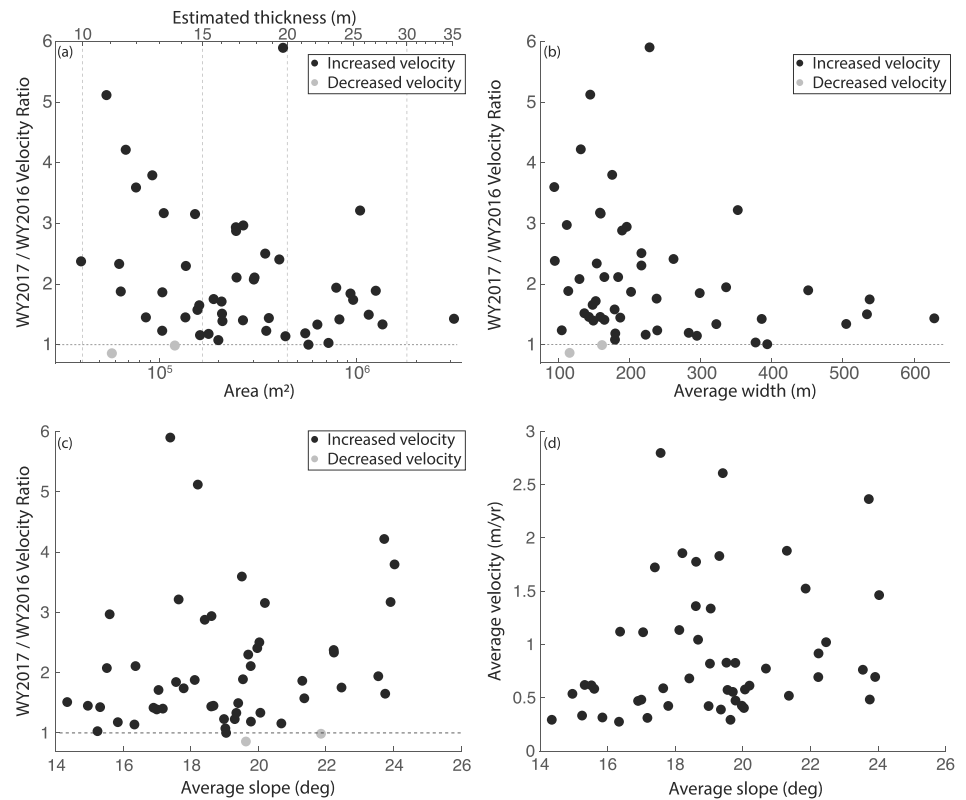 Estimated thickness (m)
10 15 20 25 30 35
(a)
Increased velocity
Decreased velocity
WY2017 / WY2016 Velocity Ratio
6
5
4
3
2
1
10⁵ 10⁶
Area (m²)
(b)
Increased velocity
Decreased velocity
WY2017 / WY2016 Velocity Ratio
6
5
4
3
2
1
100 200 300 400 500 600
Average width (m)
(c)
Increased velocity
Decreased velocity
WY2017 / WY2016 Velocity Ratio
6
5
4
3
2
1
14 16 18 20 22 24 26
Average slope (deg)
(d)
Average velocity (m/yr)
3
2.5
2
1.5
1
0.5
0
14 16 18 20 22 24 26
Average slope (deg)